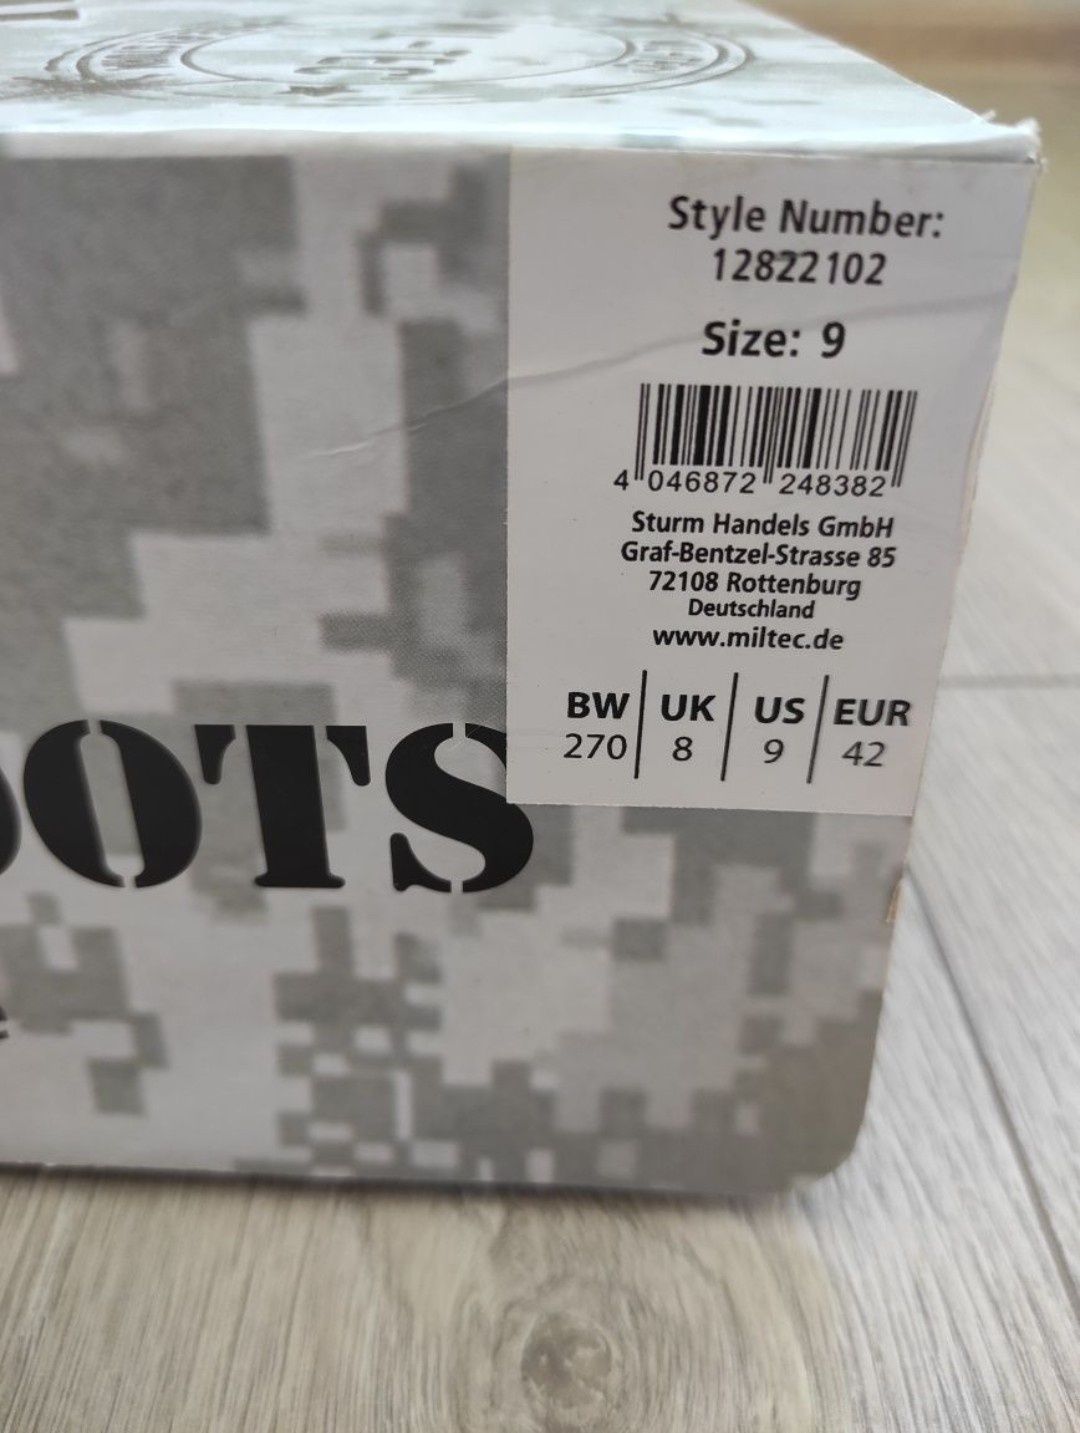 Style Number:
12822102
Size: 9
4 046872 248382
Sturm Handels GmbH
Graf-Bentzel-Strasse 85
72108 Rottenburg
Deutschland
www.miltec.de
BW | UK | US | EUR
270 | 8 | 9 | 42
OOTS